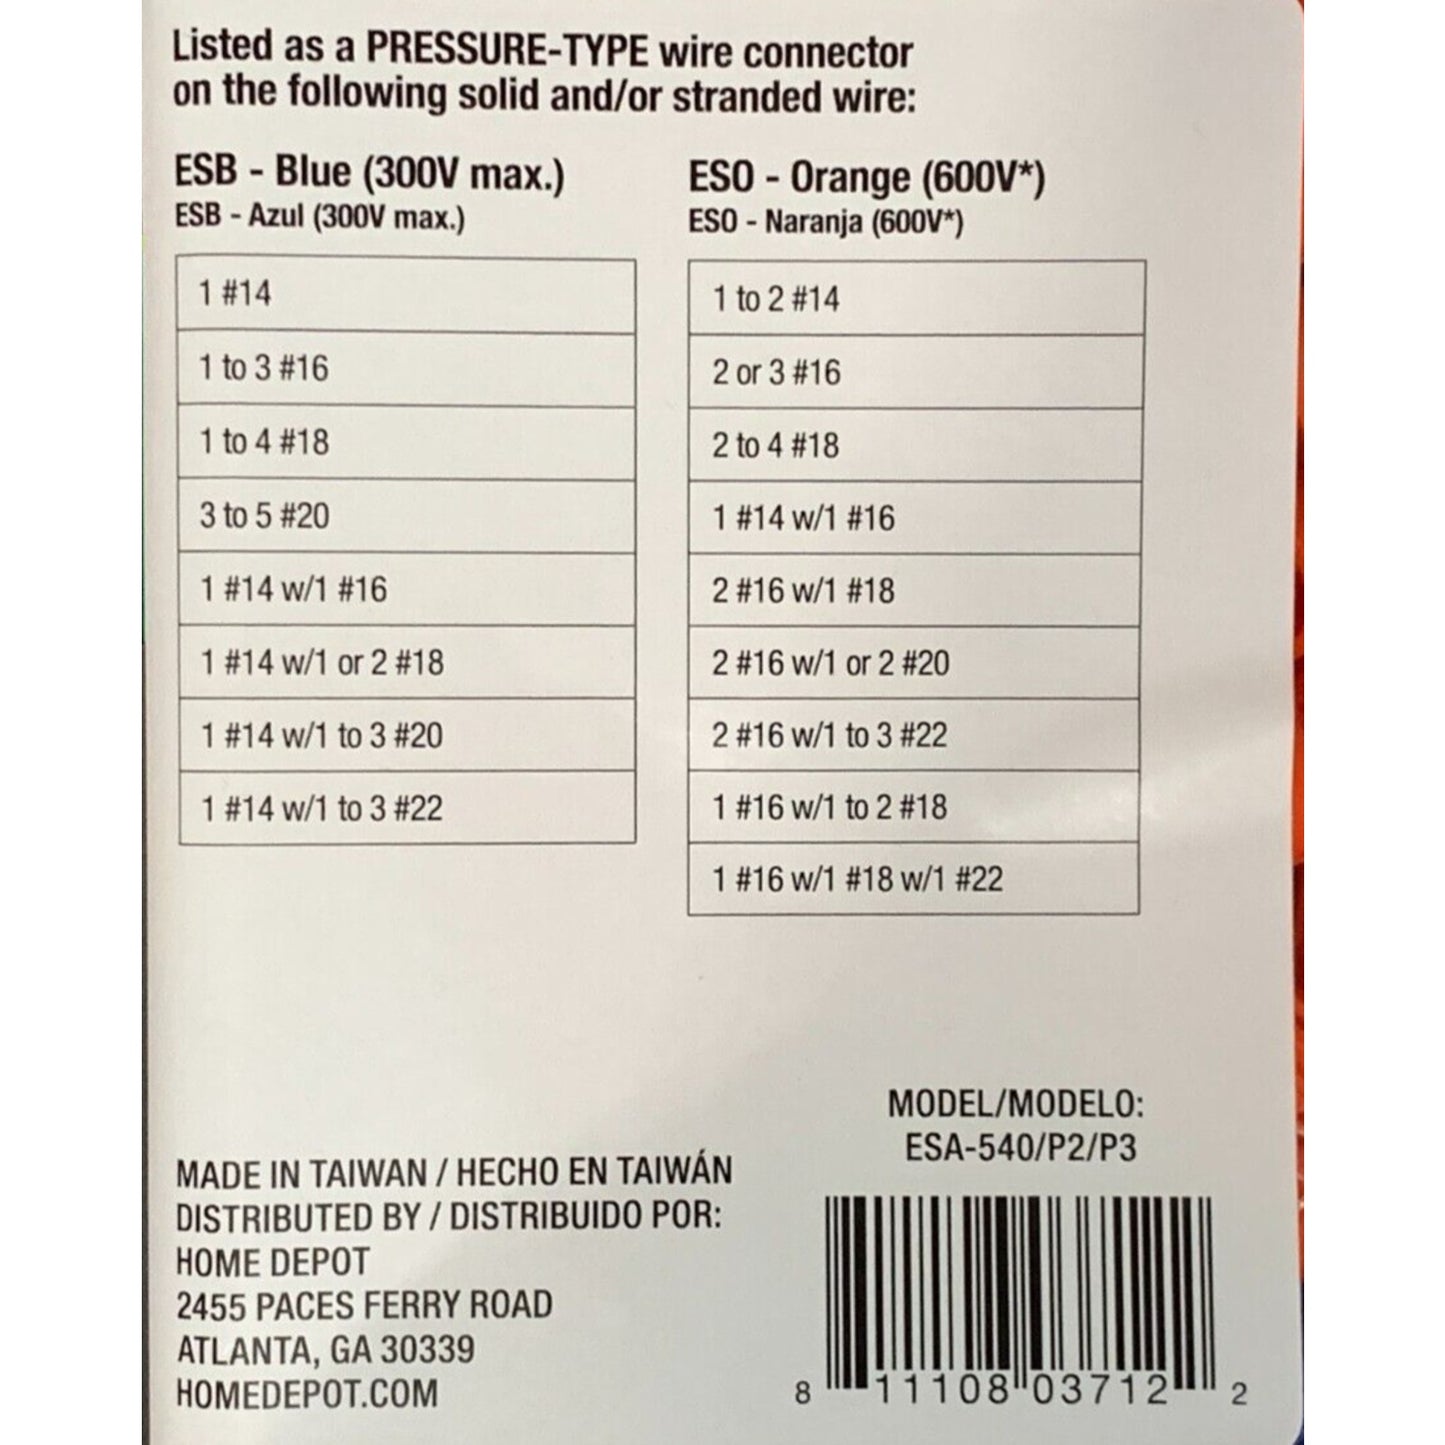 Listed as a PRESSURE-TYPE wire connector
on the following solid and/or stranded wire:
ESB - Blue (300V max.)
ESB - Azul (300V max.)
1 #14
1 to 3 #16
1 to 4 #18
3 to 5 #20
1 #14 w/1 #16
1 #14 w/1 or 2 #18
1 #14 w/1 to 3 #20
1 #14 w/1 to 3 #22
ESO - Orange (600V*)
ESO - Naranja (600V*)
1 to 2 #14
2 or 3 #16
2 to 4 #18
1 #14 w/1 #16
2 #16 w/1 #18
2 #16 w/1 or 2 #20
2 #16 w/1 to 3 #22
1 #16 w/1 to 2 #18
1 #16 w/1 #18 w/1 #22
MADE IN TAIWAN / HECHO EN TAIWÁN
DISTRIBUTED BY / DISTRIBUIDO POR:
HOME DEPOT
2455 PACES FERRY ROAD
ATLANTA, GA 30339
HOMEDEPOT.COM
MODEL/MODELO:
ESA-540/P2/P3
8 11108 03712 2